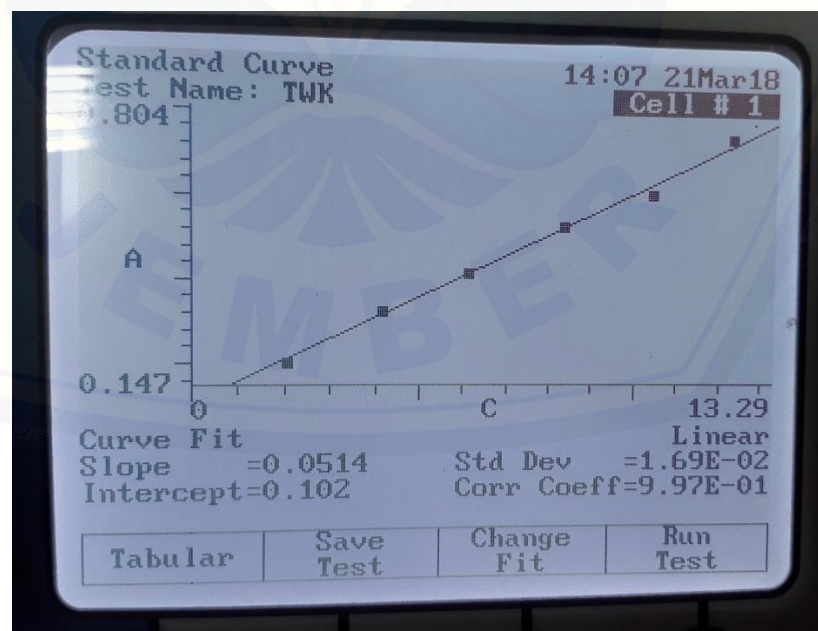 Standard Curve
14:07 21Mar18
Test Name: TWK
Cell # 1
0.804
A
0.147
0 C 13.29
Curve Fit Linear
Slope =0.0514 Std Dev =1.69E-02
Intercept=0.102 Corr Coeff=9.97E-01
Tabular
Save
Test
Change
Fit
Run
Test
JEMBER